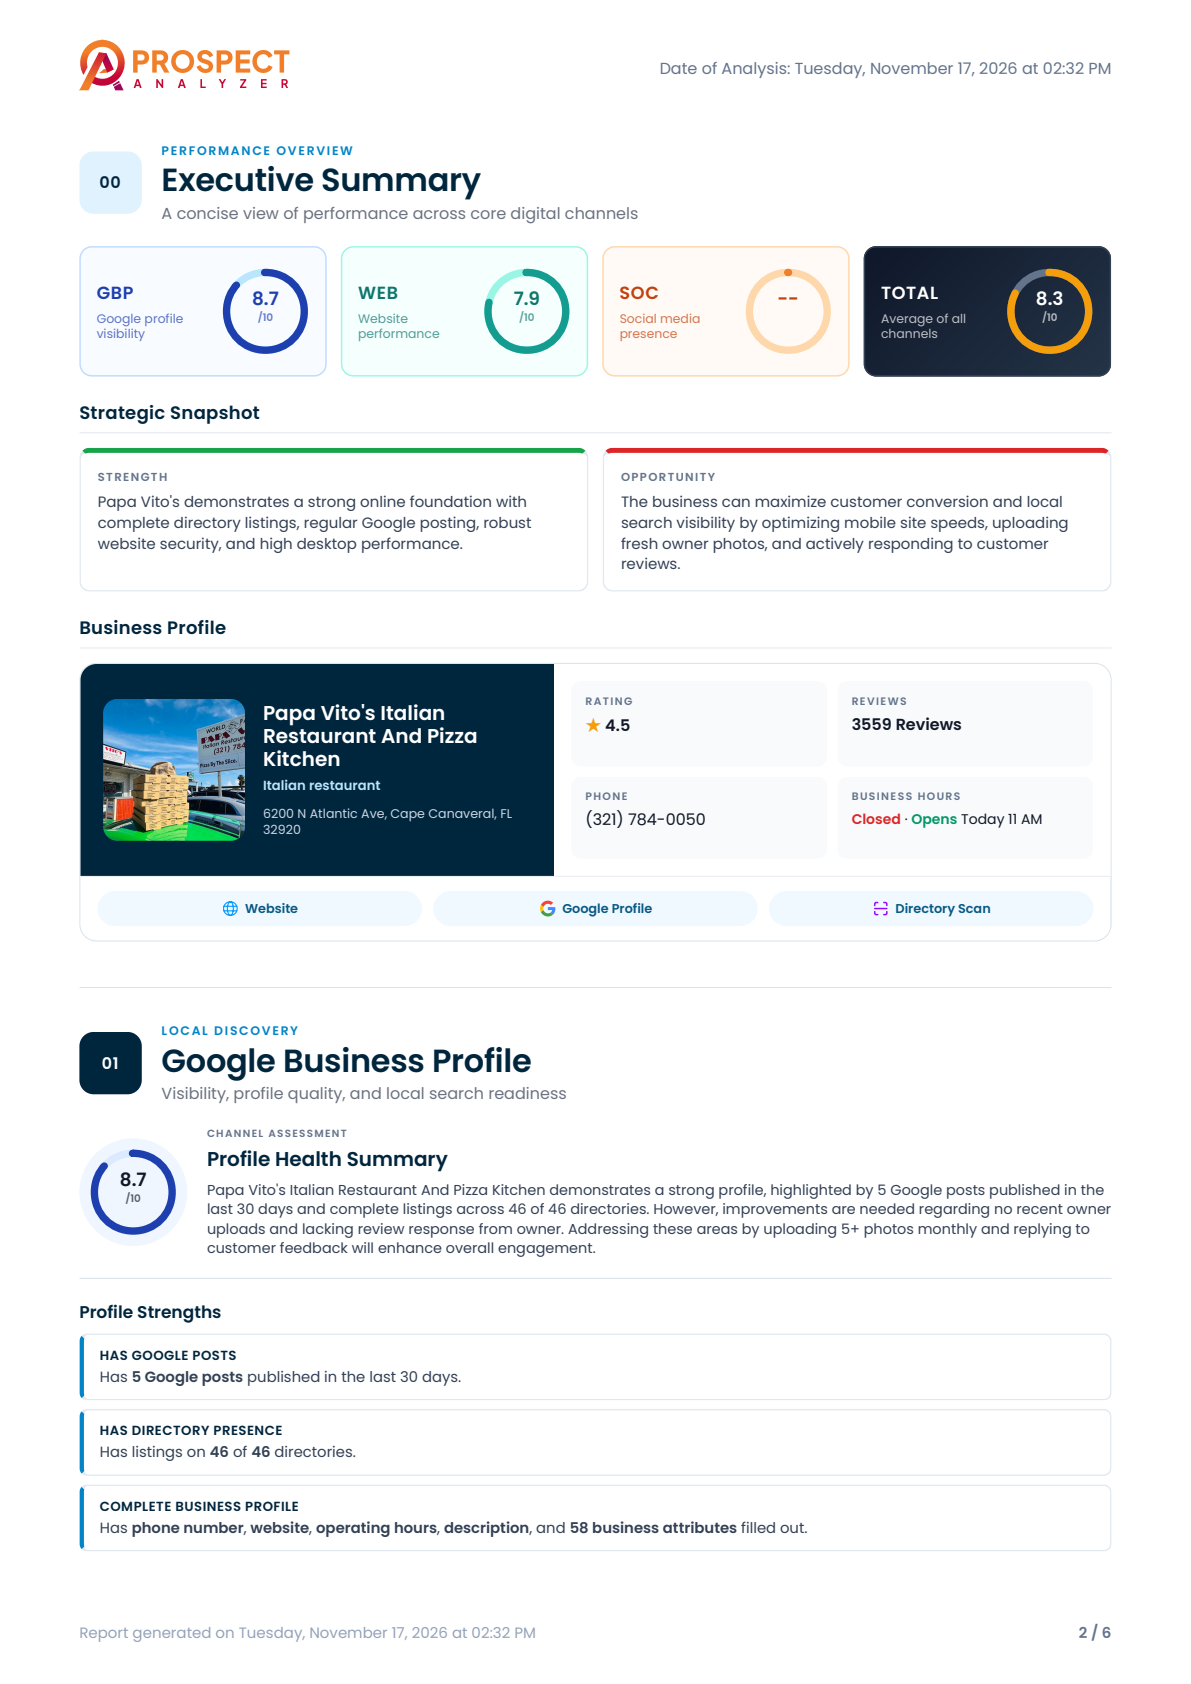 PROSPECT
ANALYZER
Date of Analysis: Tuesday, November 17, 2026 at 02:32 PM
00
PERFORMANCE OVERVIEW
Executive Summary
A concise view of performance across core digital channels
GBP
Google profile
visibility
8.7
/10
WEB
Website
performance
7.9
/10
SOC
Social media
presence
--
TOTAL
Average of all
channels
8.3
/10
Strategic Snapshot
STRENGTH
Papa Vito's demonstrates a strong online foundation with
complete directory listings, regular Google posting, robust
website security, and high desktop performance.
OPPORTUNITY
The business can maximize customer conversion and local
search visibility by optimizing mobile site speeds, uploading
fresh owner photos, and actively responding to customer
reviews.
Business Profile
WORLD
Italian Restaur
(321) 784
Pizza By The Slice
Papa Vito's Italian
Restaurant And Pizza
Kitchen
Italian restaurant
6200 N Atlantic Ave, Cape Canaveral, FL
32920
RATING
★ 4.5
REVIEWS
3559 Reviews
PHONE
(321) 784-0050
BUSINESS HOURS
Closed · Opens Today 11 AM
Website
Google Profile
Directory Scan
01
LOCAL DISCOVERY
Google Business Profile
Visibility, profile quality, and local search readiness
8.7
/10
CHANNEL ASSESSMENT
Profile Health Summary
Papa Vito's Italian Restaurant And Pizza Kitchen demonstrates a strong profile, highlighted by 5 Google posts published in the
last 30 days and complete listings across 46 of 46 directories. However, improvements are needed regarding no recent owner
uploads and lacking review response from owner. Addressing these areas by uploading 5+ photos monthly and replying to
customer feedback will enhance overall engagement.
Profile Strengths
HAS GOOGLE POSTS
Has 5 Google posts published in the last 30 days.
HAS DIRECTORY PRESENCE
Has listings on 46 of 46 directories.
COMPLETE BUSINESS PROFILE
Has phone number, website, operating hours, description, and 58 business attributes filled out.
Report generated on Tuesday, November 17, 2026 at 02:32 PM
2 / 6